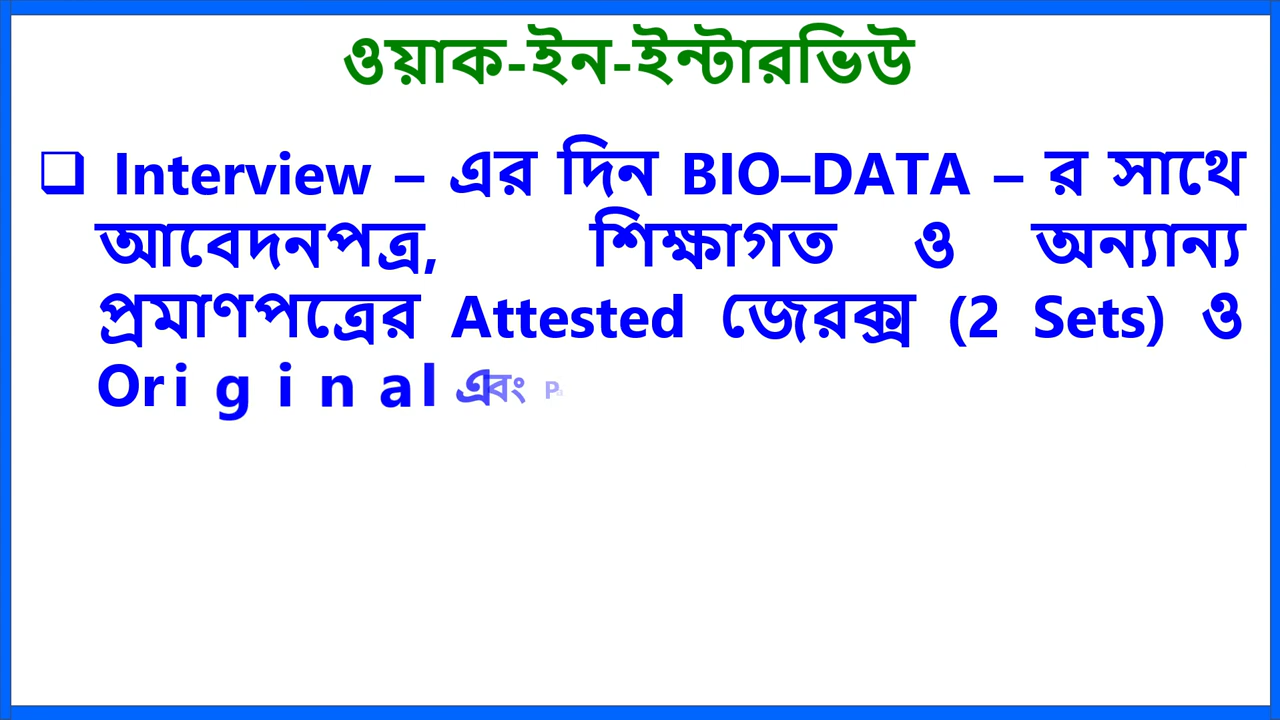 ওয়াক-ইন-ইন্টারভিউ
❑ Interview – এর দিন BIO–DATA – র সাথে
আবেদনপত্র, শিক্ষাগত ও অন্যান্য
প্রমাণপত্রের Attested জেরক্স (2 Sets) ও
Original এবং